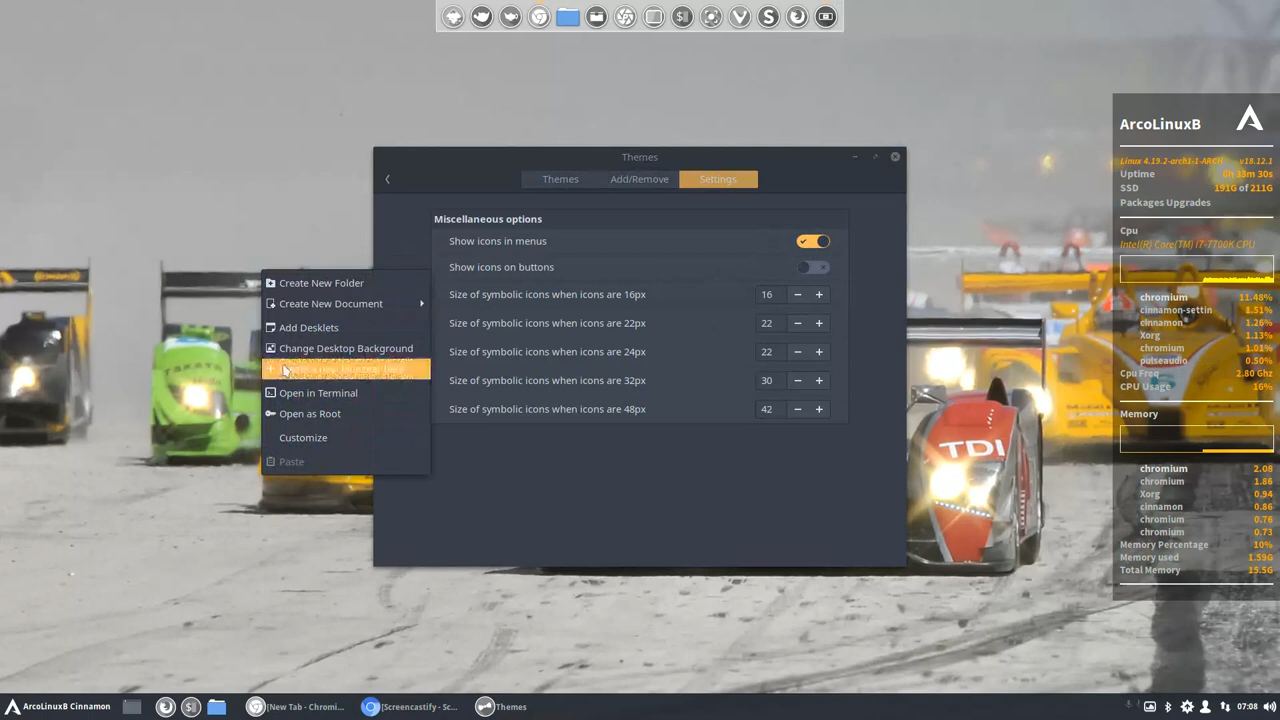 ArcoLinuxB
Linux 4.19.2-arch1-1-ARCH v18.12.1
Uptime 0h 35m 30s
SSD 191G of 211G
Packages Upgrades
Cpu
Intel(R) Core(TM) i7-7700K CPU
chromium 11.48%
cinnamon-settin 1.51%
cinnamon 1.26%
Xorg 1.13%
chromium 1.01%
pulseaudio 0.50%
Cpu Freq 2.80 Ghz
CPU Usage 16%
Memory
chromium 2.08
chromium 1.86
Xorg 0.94
cinnamon 0.86
chromium 0.76
chromium 0.73
Memory Percentage 10%
Memory used 1.59G
Total Memory 15.5G
Themes
Themes Add/Remove Settings
Miscellaneous options
Show icons in menus
Show icons on buttons
Size of symbolic icons when icons are 16px 16
Size of symbolic icons when icons are 22px 22
Size of symbolic icons when icons are 24px 22
Size of symbolic icons when icons are 32px 30
Size of symbolic icons when icons are 48px 42
Create New Folder
Create New Document
Add Desklets
Change Desktop Background
Open in Terminal
Open as Root
Customize
Paste
TAKATA
TDI
ArcoLinuxB Cinnamon
[New Tab - Chromi...
[Screencastify - Sc...
Themes
07:08